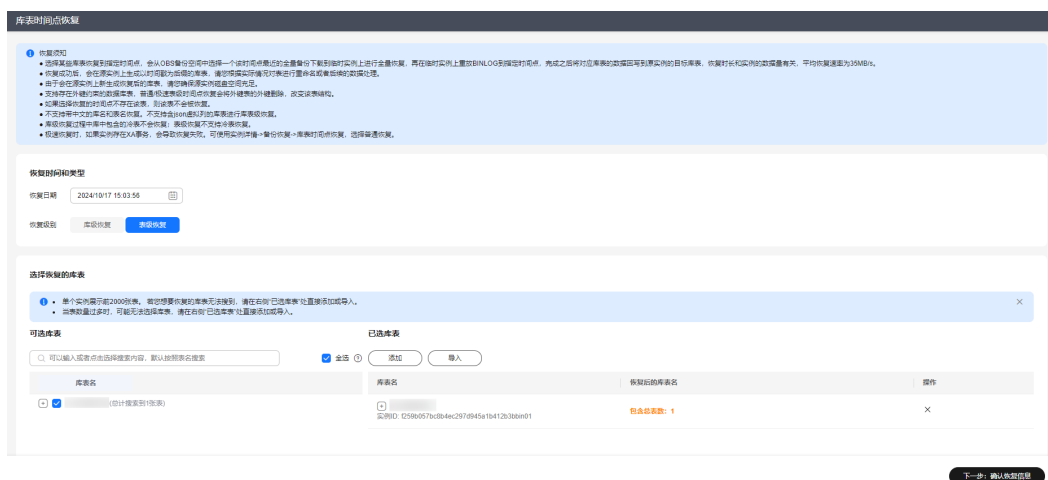 库表时间点恢复
恢复须知
• 选择某些库表恢复到指定时间点，会从OBS备份空间中选择一个该时间点最近的全量备份下载到临时实例上进行全量恢复，再在临时实例上重放BINLOG到指定时间点，完成之后将对应库表的数据回写到源实例的目标库表，恢复时长和实例的数据量有关，平均恢复速率为35MB/s。
• 恢复成功后，会在源实例上生成以时间戳为后缀的库表，请您根据实际情况对表进行重命名或者后续的数据处理。
• 由于会在源实例上新生成恢复后的库表，请您确保源实例磁盘空间充足。
• 支持存在外键约束的数据库表，普通/极速表级时间点恢复会将外键表的外键删除，改变该表结构。
• 如果选择恢复的时间点不存在该表，则该表不会被恢复。
• 不支持带中文的库名和表名恢复。不支持含json虚拟列的库表进行库表级恢复。
• 库级恢复过程中库中包含的冷表不会恢复；表级恢复不支持冷表恢复。
• 极速恢复时，如果实例存在XA事务，会导致恢复失败。可使用实例详情->备份恢复->库表时间点恢复，选择普通恢复。
恢复时间和类型
恢复日期 2024/10/17 15:03:56
恢复级别 库级恢复 表级恢复
选择恢复的库表
• 单个实例展示前2000张表。 若您想要恢复的库表无法搜到，请在右侧“已选库表”处直接添加或导入。
• 当表数量过多时，可能无法选择库表，请在右侧“已选库表”处直接添加或导入。
可选库表 已选库表
可以输入或者点击选择搜索内容，默认按照表名搜索 全选 添加 导入
库表名 库表名 恢复后的库表名 操作
(总计搜索到1张表)
实例ID: f259b057bc0b4ec297d945a1b412b3bbin01 包含总表数：1
下一步：确认恢复信息